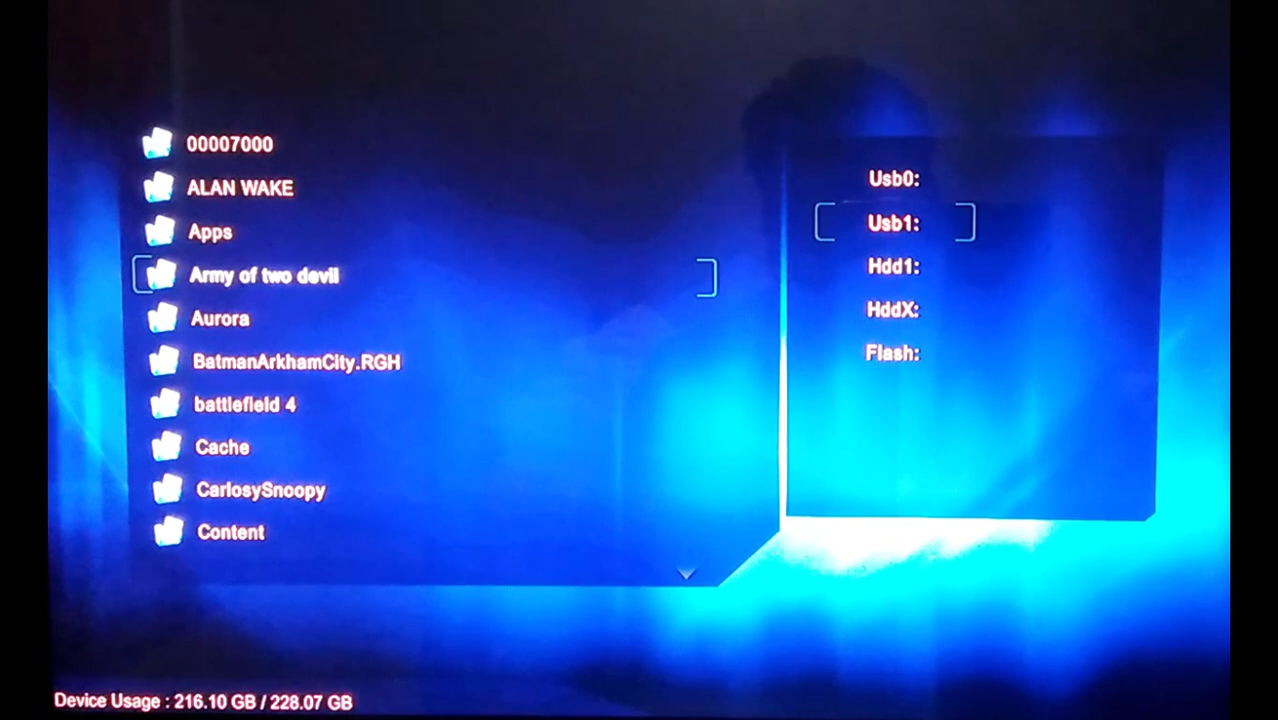 00007000
ALAN WAKE
Apps
Army of two devil
Aurora
BatmanArkhamCity.RGH
battlefield 4
Cache
CarlosySnoopy
Content
Usb0:
Usb1:
Hdd1:
HddX:
Flash:
Device Usage : 216.10 GB / 228.07 GB